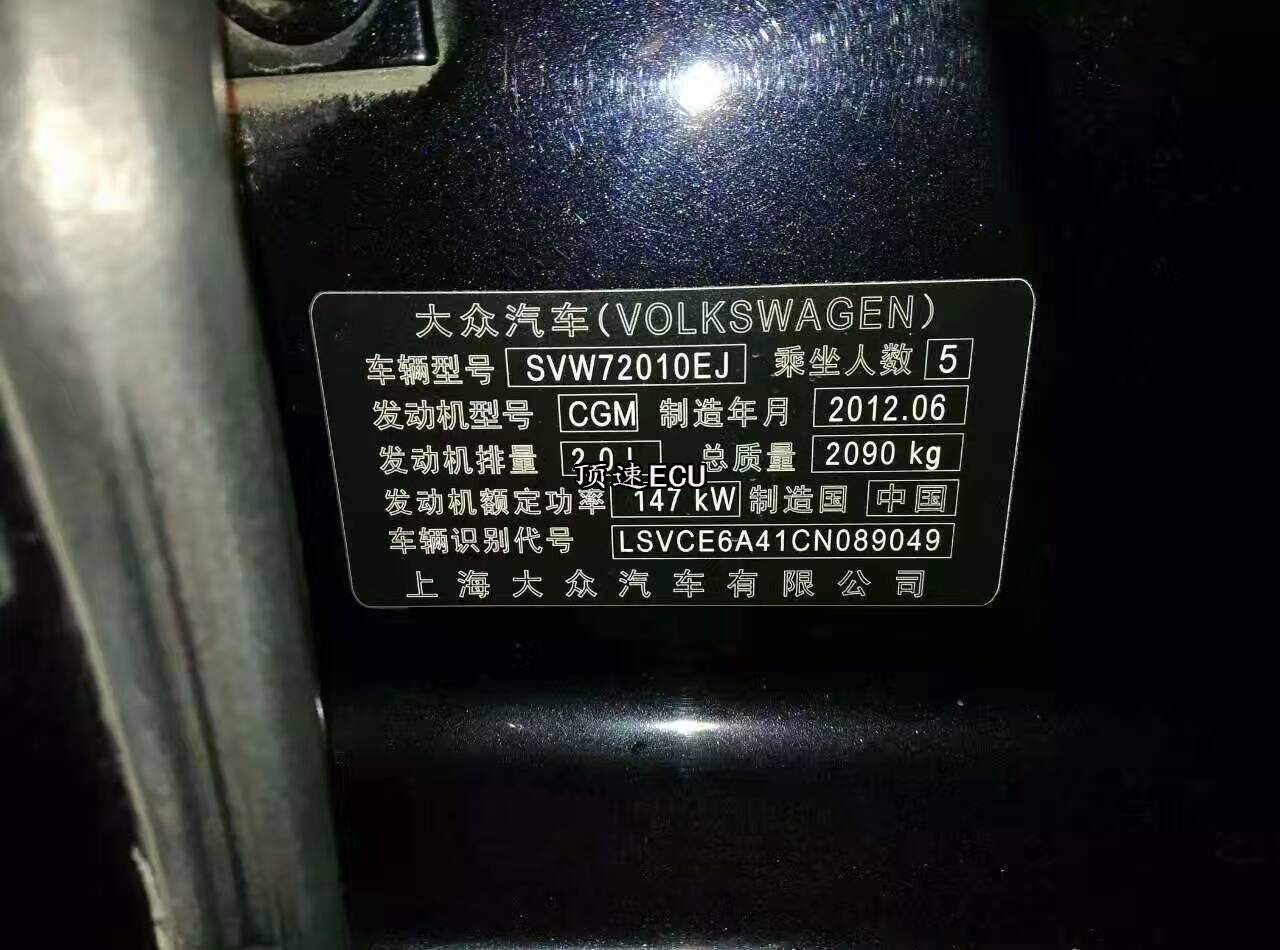 大众汽车(VOLKSWAGEN)
车辆型号 SVW72010EJ 乘坐人数 5
发动机型号 CGM 制造年月 2012.06
发动机排量 2.0L 总质量 2090 kg
顶速ECU
发动机额定功率 147 kW 制造国 中国
车辆识别代号 LSVCE6A41CN089049
上海大众汽车有限公司